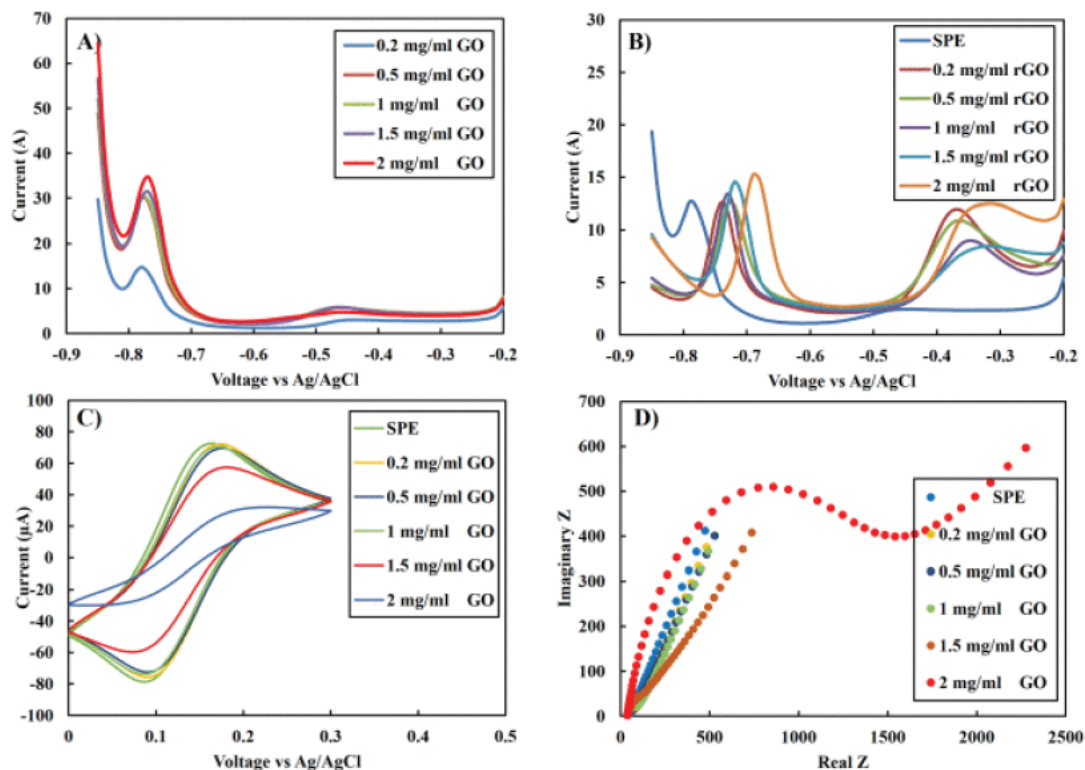 A)
70
60
50
40
30
20
10
0
Current (A)
0.2 mg/ml GO
0.5 mg/ml GO
1 mg/ml GO
1.5 mg/ml GO
2 mg/ml GO
-0.9 -0.8 -0.7 -0.6 -0.5 -0.4 -0.3 -0.2
Voltage vs Ag/AgCl
B)
30
25
20
15
10
5
0
Current (A)
SPE
0.2 mg/ml rGO
0.5 mg/ml rGO
1 mg/ml rGO
1.5 mg/ml rGO
2 mg/ml rGO
-0.9 -0.8 -0.7 -0.6 -0.5 -0.4 -0.3 -0.2
Voltage vs Ag/AgCl
C)
100
80
60
40
20
0
-20
-40
-60
-80
-100
Current (µA)
SPE
0.2 mg/ml GO
0.5 mg/ml GO
1 mg/ml GO
1.5 mg/ml GO
2 mg/ml GO
0 0.1 0.2 0.3 0.4 0.5
Voltage vs Ag/AgCl
D)
700
600
500
400
300
200
100
0
Imaginary Z
SPE
0.2 mg/ml GO
0.5 mg/ml GO
1 mg/ml GO
1.5 mg/ml GO
2 mg/ml GO
0 500 1000 1500 2000 2500
Real Z